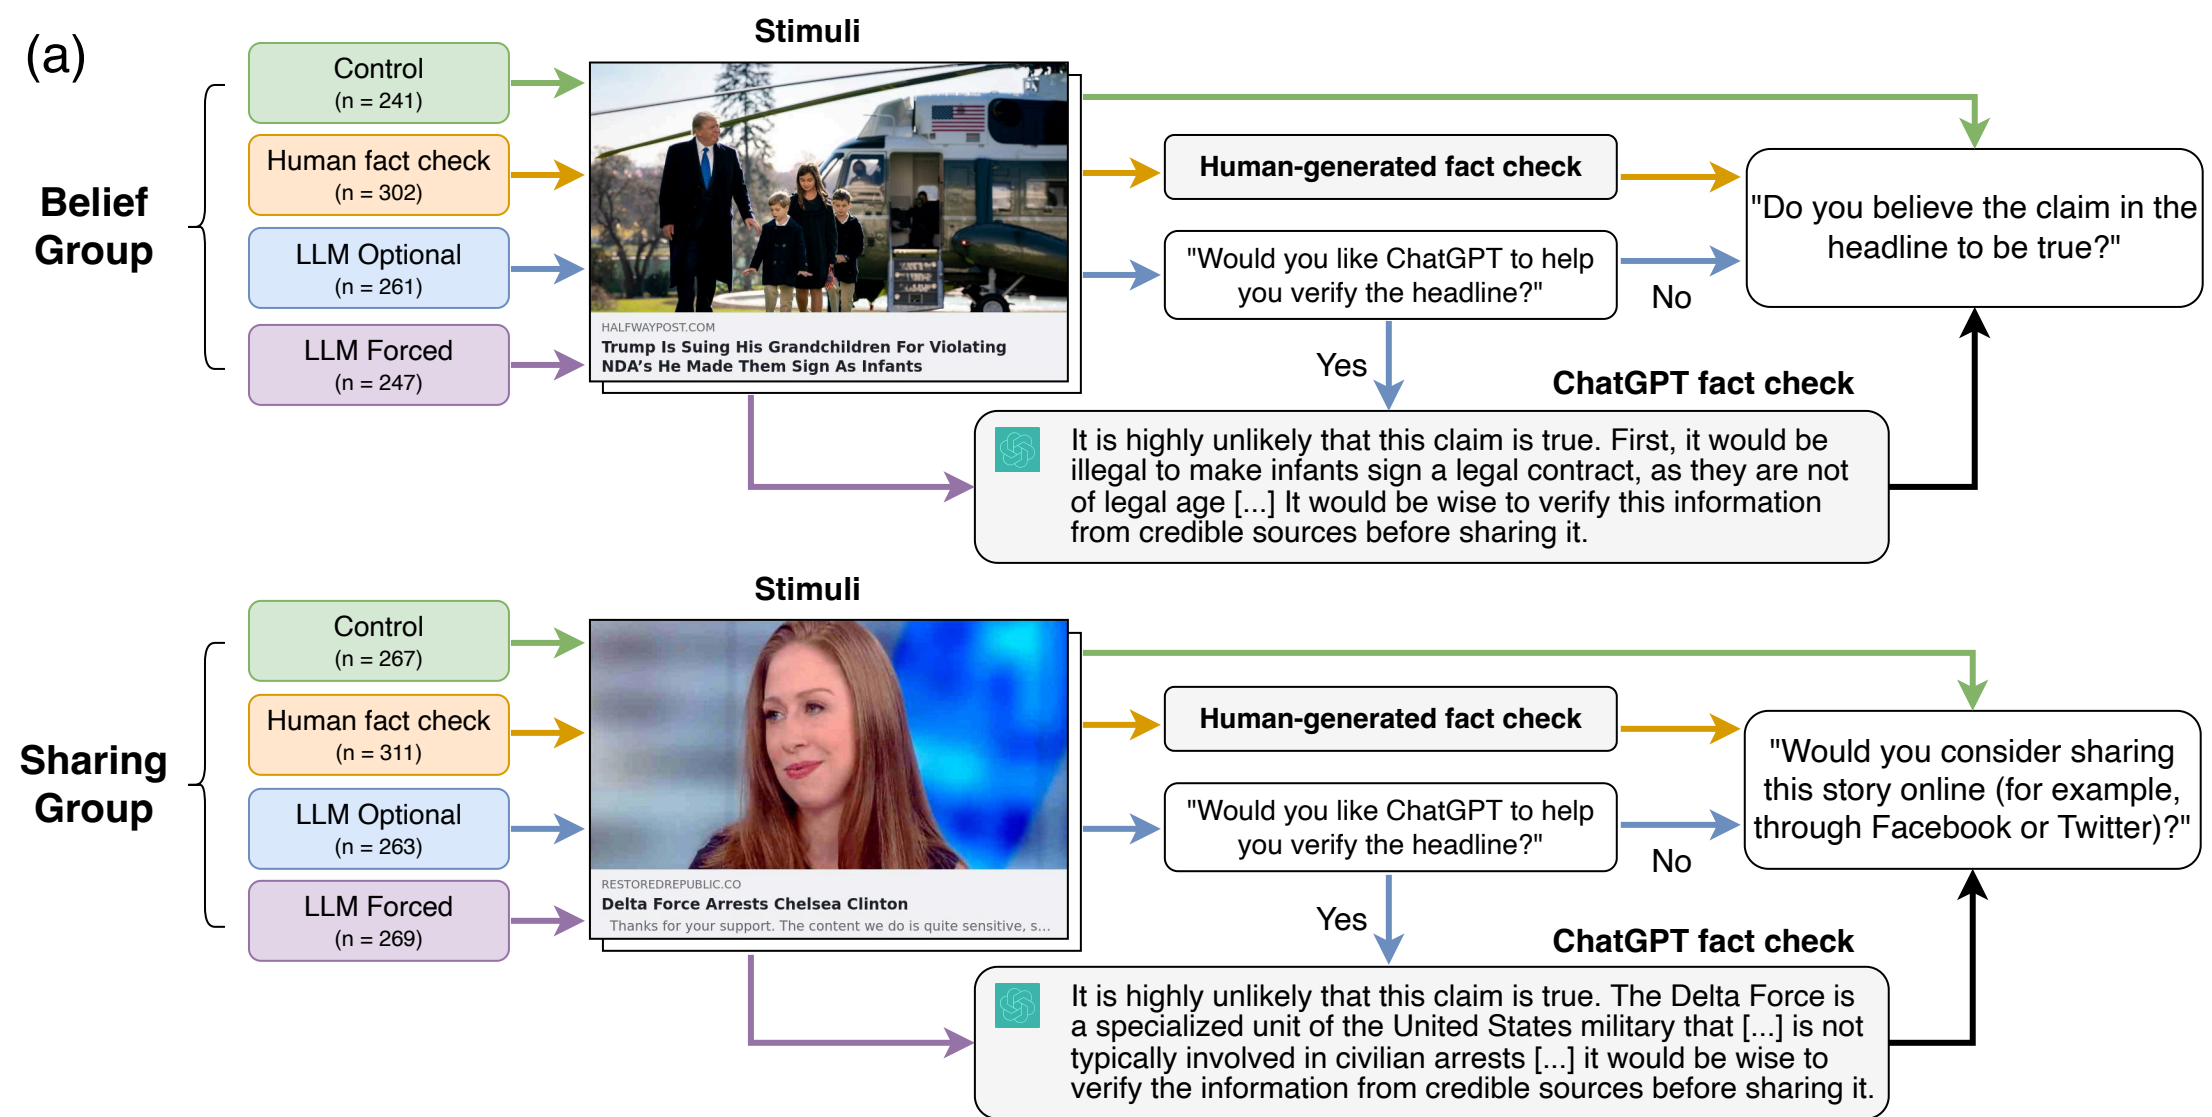 (a)
Stimuli
Belief
Group
Control
(n = 241)
Human fact check
(n = 302)
LLM Optional
(n = 261)
LLM Forced
(n = 247)
HALFWAYPOST.COM
Trump Is Suing His Grandchildren For Violating
NDA's He Made Them Sign As Infants
Human-generated fact check
"Would you like ChatGPT to help
you verify the headline?"
No
Yes
"Do you believe the claim in the
headline to be true?"
ChatGPT fact check
It is highly unlikely that this claim is true. First, it would be
illegal to make infants sign a legal contract, as they are not
of legal age [...] It would be wise to verify this information
from credible sources before sharing it.
Stimuli
Sharing
Group
Control
(n = 267)
Human fact check
(n = 311)
LLM Optional
(n = 263)
LLM Forced
(n = 269)
RESTOREDREPUBLIC.CO
Delta Force Arrests Chelsea Clinton
Thanks for your support. The content we do is quite sensitive, s...
Human-generated fact check
"Would you like ChatGPT to help
you verify the headline?"
No
Yes
"Would you consider sharing
this story online (for example,
through Facebook or Twitter)?"
ChatGPT fact check
It is highly unlikely that this claim is true. The Delta Force is
a specialized unit of the United States military that [...] is not
typically involved in civilian arrests [...] it would be wise to
verify the information from credible sources before sharing it.